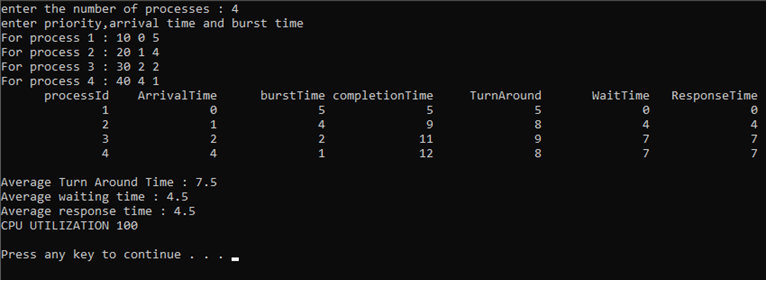 enter the number of processes : 4
enter priority,arrival time and burst time
For process 1 : 10 0 5
For process 2 : 20 1 4
For process 3 : 30 2 2
For process 4 : 40 4 1
processId ArrivalTime burstTime completionTime TurnAround WaitTime ResponseTime
1 0 5 5 5 0 0
2 1 4 9 8 4 4
3 2 2 11 9 7 7
4 4 1 12 8 7 7
Average Turn Around Time : 7.5
Average waiting time : 4.5
Average response time : 4.5
CPU UTILIZATION 100
Press any key to continue . . .